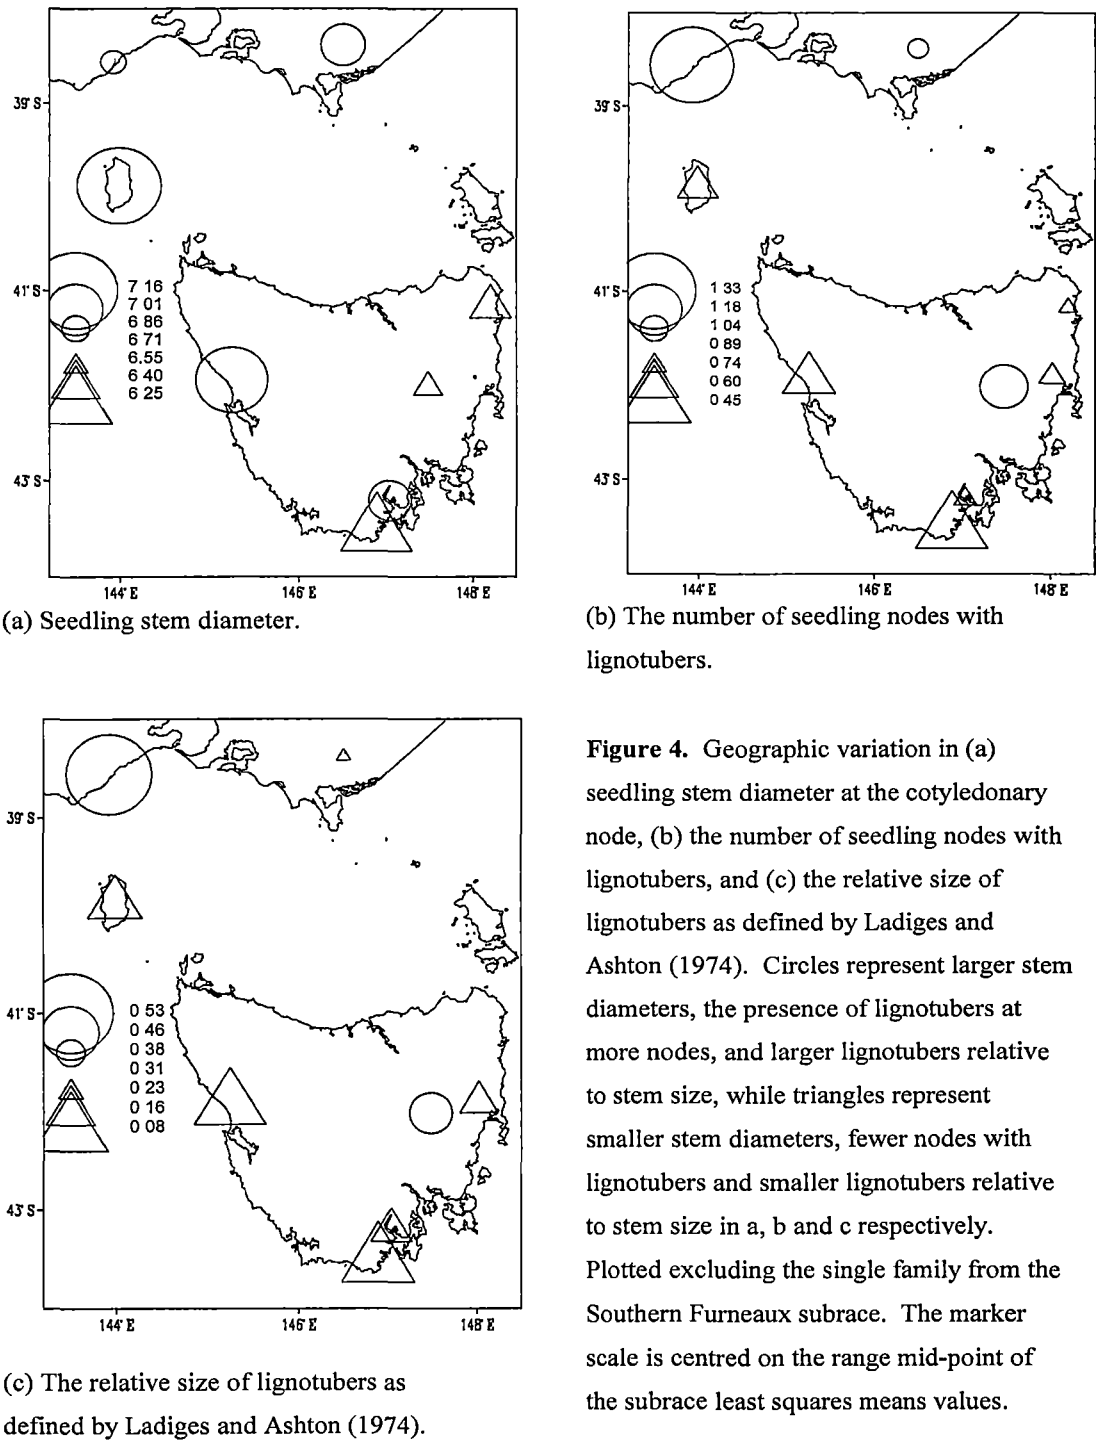 39° S
41° S
43° S
7 16
7 01
6 86
6 71
6.55
6 40
6 25
144° E
146° E
148° E
(a) Seedling stem diameter.
39° S
41° S
43° S
1 33
1 18
1 04
0 89
0 74
0 60
0 45
144° E
146° E
148° E
(b) The number of seedling nodes with
lignotubers.
39° S
41° S
43° S
0 53
0 46
0 38
0 31
0 23
0 16
0 08
144° E
146° E
148° E
(c) The relative size of lignotubers as
defined by Ladiges and Ashton (1974).
Figure 4. Geographic variation in (a)
seedling stem diameter at the cotyledonary
node, (b) the number of seedling nodes with
lignotubers, and (c) the relative size of
lignotubers as defined by Ladiges and
Ashton (1974). Circles represent larger stem
diameters, the presence of lignotubers at
more nodes, and larger lignotubers relative
to stem size, while triangles represent
smaller stem diameters, fewer nodes with
lignotubers and smaller lignotubers relative
to stem size in a, b and c respectively.
Plotted excluding the single family from the
Southern Furneaux subrace. The marker
scale is centred on the range mid-point of
the subrace least squares means values.